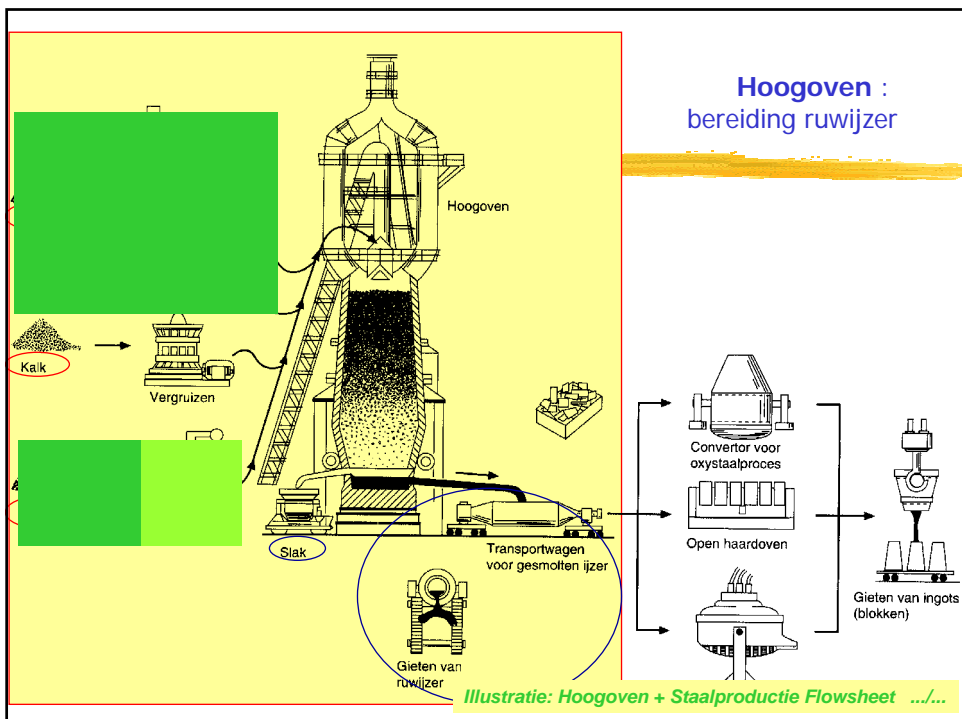 Hoogoven :
bereiding ruwijzer
Hoogoven
Kalk
Vergruizen
Convertor voor
oxystaalproces
Open haardoven
Slak
Transportwagen
voor gesmolten ijzer
Gieten van ingots
(blokken)
Gieten van
ruwijzer
Illustratie: Hoogoven + Staalproductie Flowsheet .../...